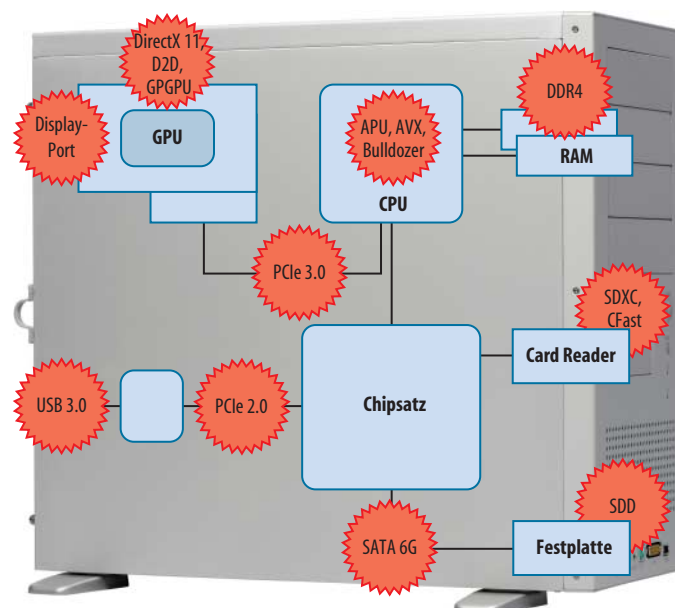 DirectX 11,
D2D,
GPGPU
Display-
Port
GPU
APU, AVX,
Bulldozer
CPU
DDR4
RAM
PCIe 3.0
SDXC,
CFast
Card Reader
Chipsatz
USB 3.0
PCIe 2.0
SATA 6G
SDD
Festplatte